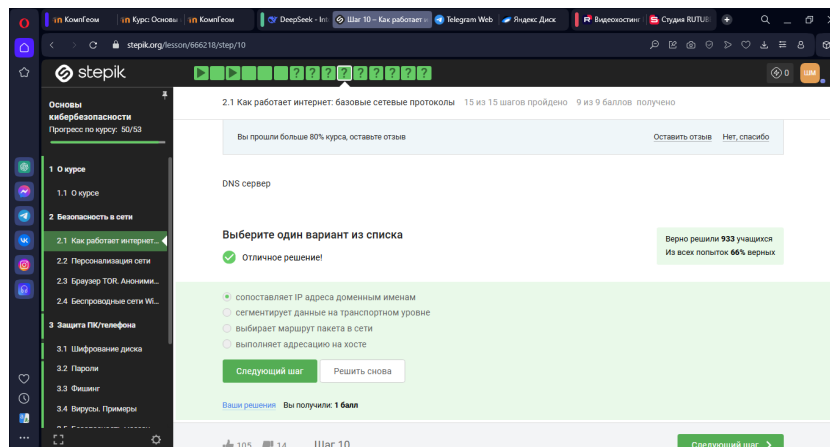 КомпГеом
Курс: Основы
КомпГеом
DeepSeek - Int
Шаг 10 – Как работает и
Telegram Web
Яндекс Диск
Видеохостинг
Студия RUTUB
stepik.org/lesson/666218/step/10
stepik
0
ШМ
Основы
кибербезопасности
Прогресс по курсу: 50/53
1 О курсе
1.1 О курсе
2 Безопасность в сети
2.1 Как работает интернет...
2.2 Персонализация сети
2.3 Браузер TOR. Аноними...
2.4 Беспроводные сети Wi...
3 Защита ПК/телефона
3.1 Шифрование диска
3.2 Пароли
3.3 Фишинг
3.4 Вирусы. Примеры
2.1 Как работает интернет: базовые сетевые протоколы 15 из 15 шагов пройдено 9 из 9 баллов получено
Вы прошли больше 80% курса, оставьте отзыв Оставить отзыв Нет, спасибо
DNS сервер
Выберите один вариант из списка
Отличное решение!
Верно решили 933 учащихся
Из всех попыток 66% верных
сопоставляет IP адреса доменным именам
сегментирует данные на транспортном уровне
выбирает маршрут пакета в сети
выполняет адресацию на хосте
Следующий шаг Решить снова
Ваши решения Вы получили: 1 балл
105 14 Шаг 10 Следующий шаг